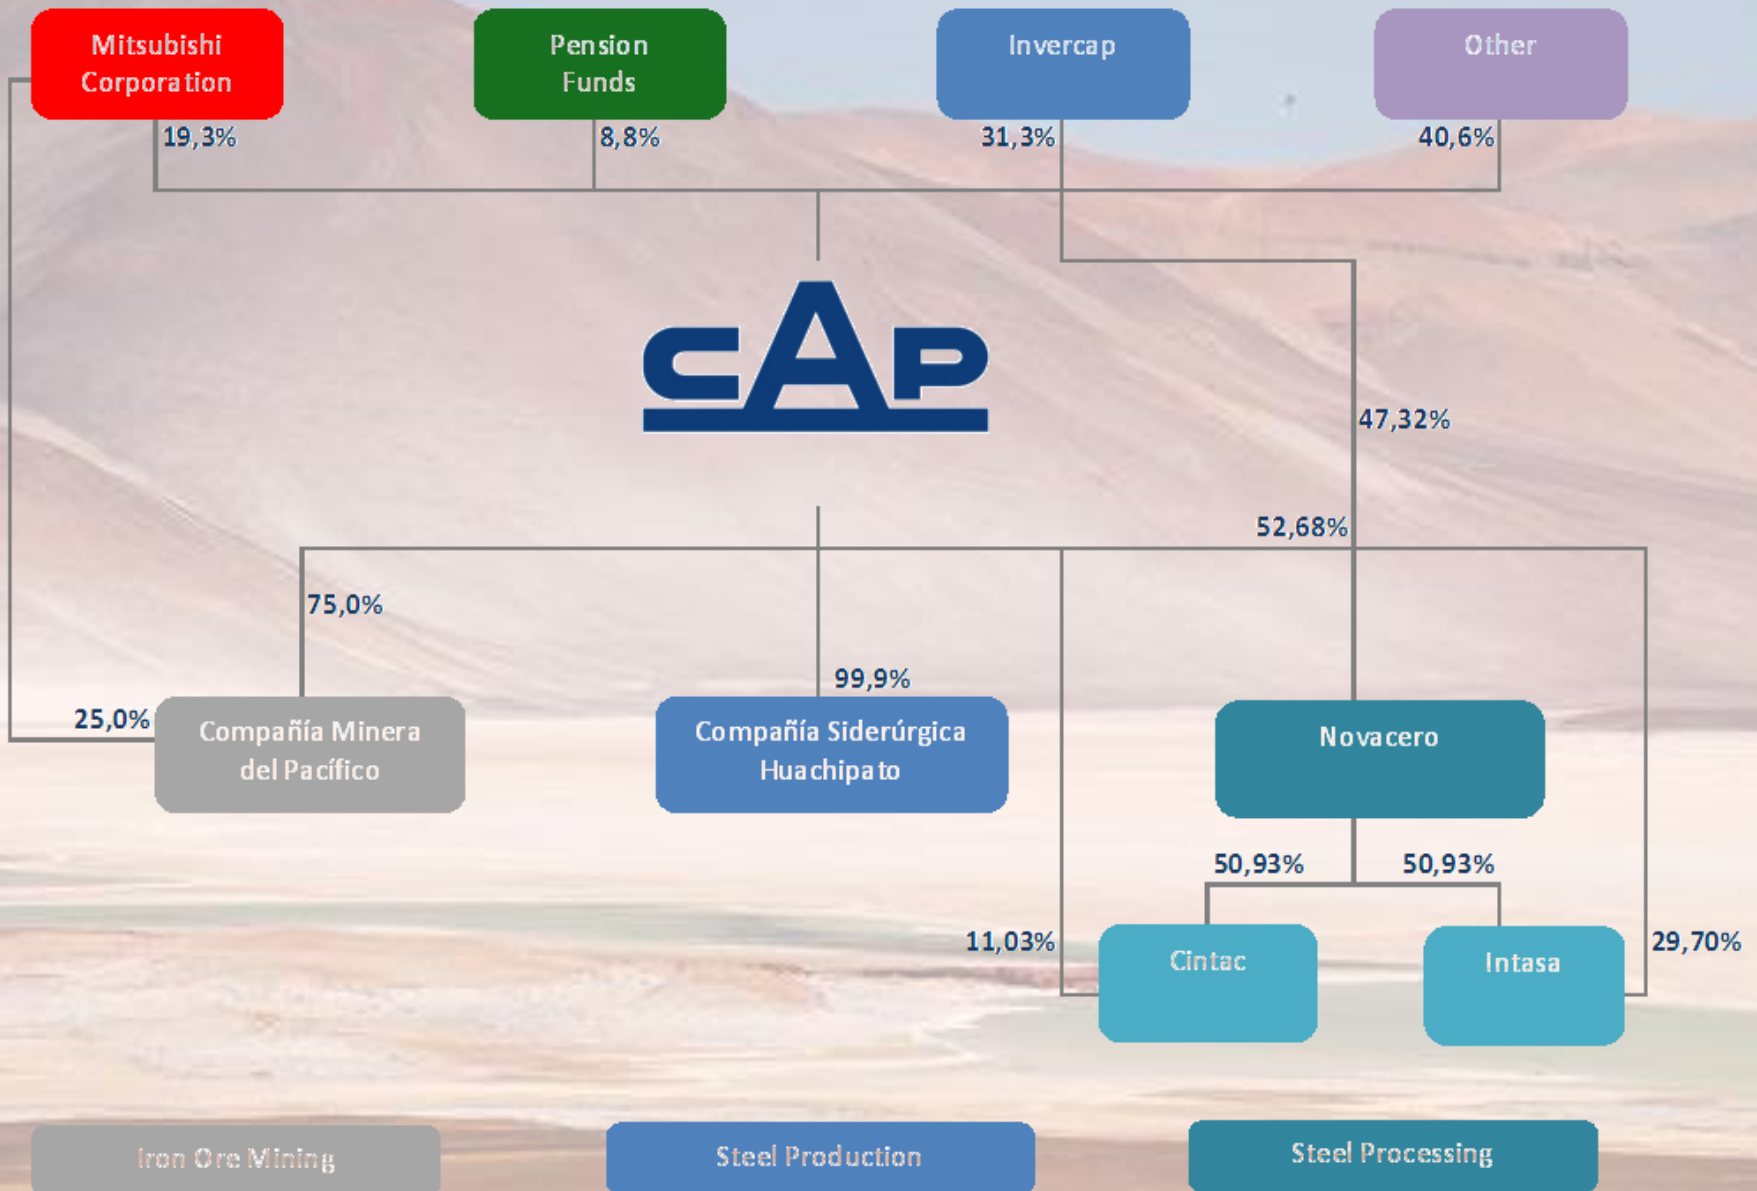 Mitsubishi
Corporation
Pension
Funds
Invercap
Other
19,3%
8,8%
31,3%
40,6%
CAP
47,32%
52,68%
75,0%
99,9%
25,0%
Compañía Minera
del Pacífico
Compañía Siderúrgica
Huachipato
Novacero
50,93%
50,93%
11,03%
29,70%
Cintac
Intasa
Iron Ore Mining
Steel Production
Steel Processing